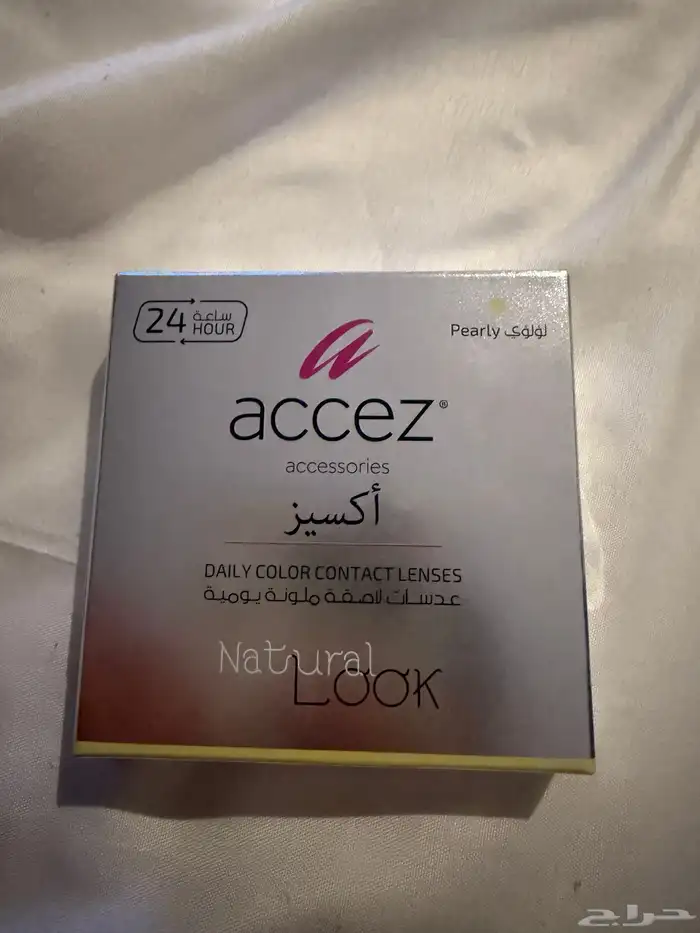 24 ساعة
HOUR
Pearly لؤلؤي
accez®
accessories
أكسيز
DAILY COLOR CONTACT LENSES
عدسات لاصقة ملونة يومية
Natural
LOOK
حراج